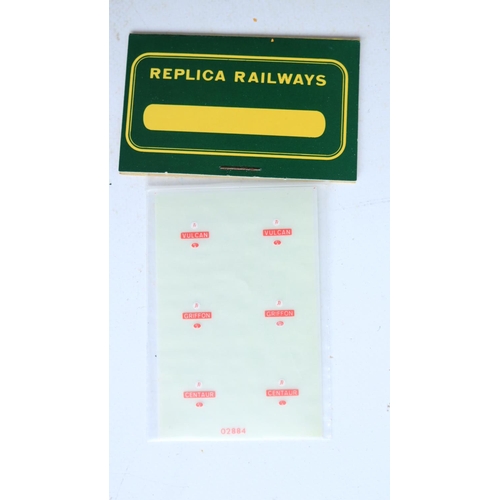 REPLICA RAILWAYS
VULCAN VULCAN
GRIFFON GRIFFON
CENTAUR CENTAUR
02884